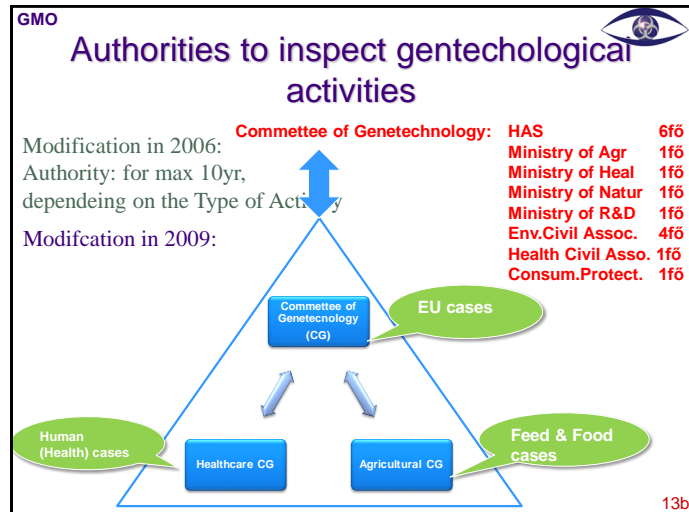 GMO
Authorities to inspect gentechological
activities
Modification in 2006:
Authority: for max 10yr,
dependeing on the Type of Activity
Modifcation in 2009:
Commettee of Genetechnology:
HAS 6fő
Ministry of Agr 1fő
Ministry of Heal 1fő
Ministry of Natur 1fő
Ministry of R&D 1fő
Env.Civil Assoc. 4fő
Health Civil Asso. 1fő
Consum.Protect. 1fő
Commettee of
Genetecnology
(CG)
EU cases
Human
(Health) cases
Healthcare CG
Agricultural CG
Feed & Food
cases
13b